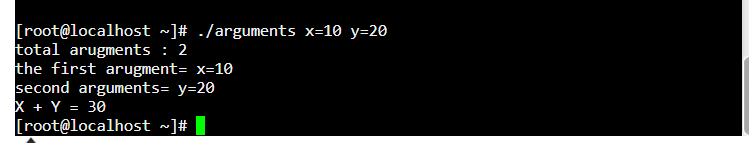 [root@localhost ~]# ./arguments x=10 y=20
total arugments : 2
the first arugment= x=10
second arguments= y=20
X + Y = 30
[root@localhost ~]#